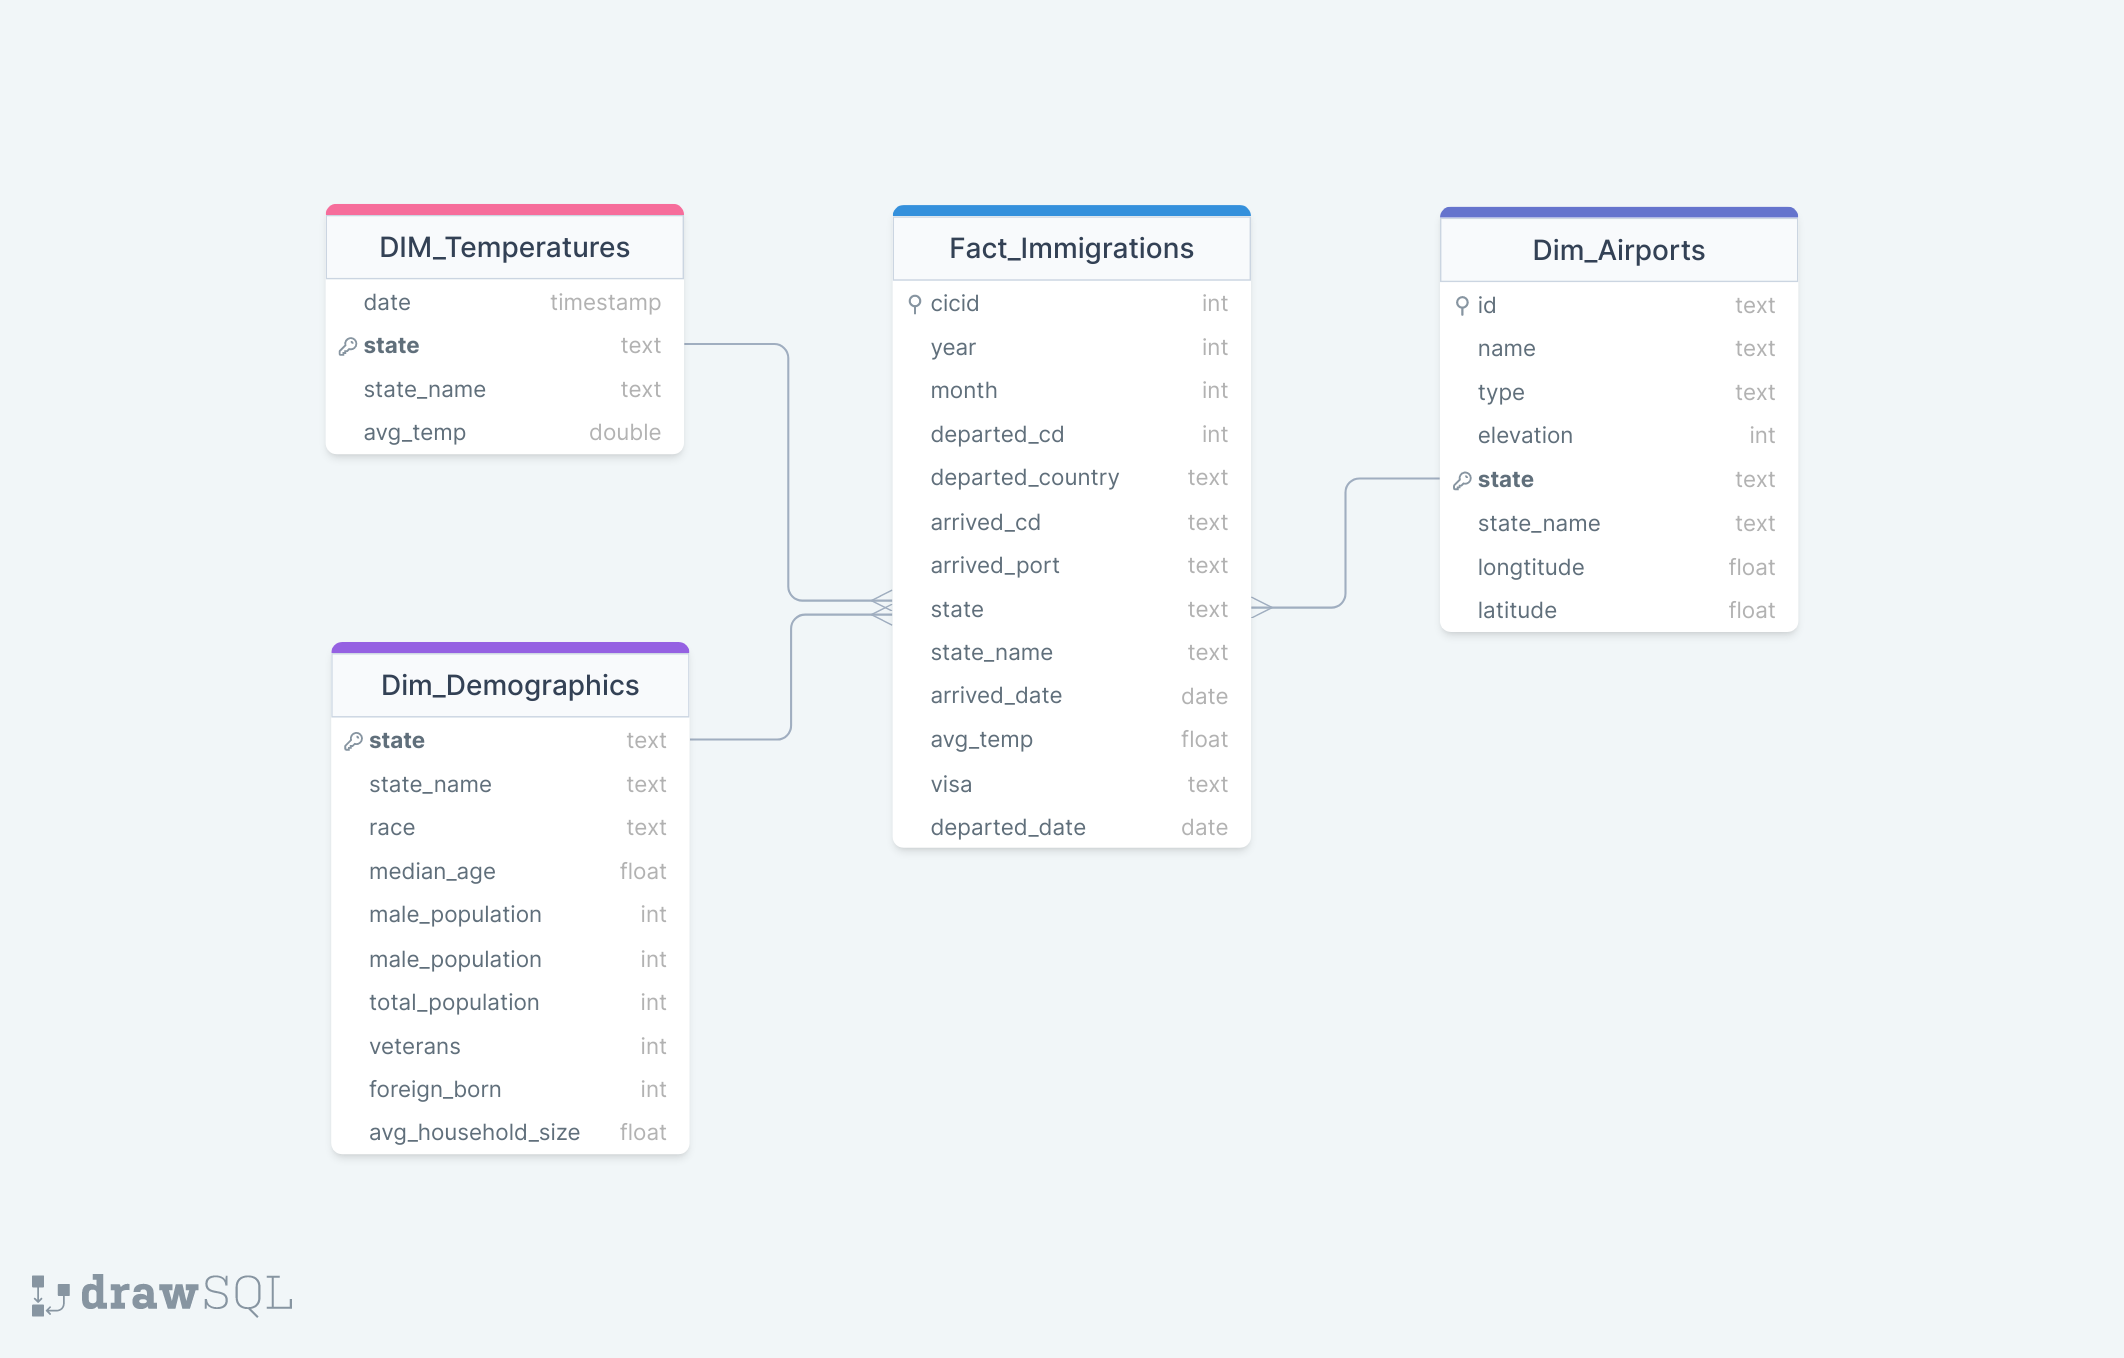 DIM_Temperatures
date timestamp
state text
state_name text
avg_temp double
Fact_Immigrations
cicid int
year int
month int
departed_cd int
departed_country text
arrived_cd text
arrived_port text
state text
state_name text
arrived_date date
avg_temp float
visa text
departed_date date
Dim_Airports
id text
name text
type text
elevation int
state text
state_name text
longtitude float
latitude float
Dim_Demographics
state text
state_name text
race text
median_age float
male_population int
male_population int
total_population int
veterans int
foreign_born int
avg_household_size float
drawSQL